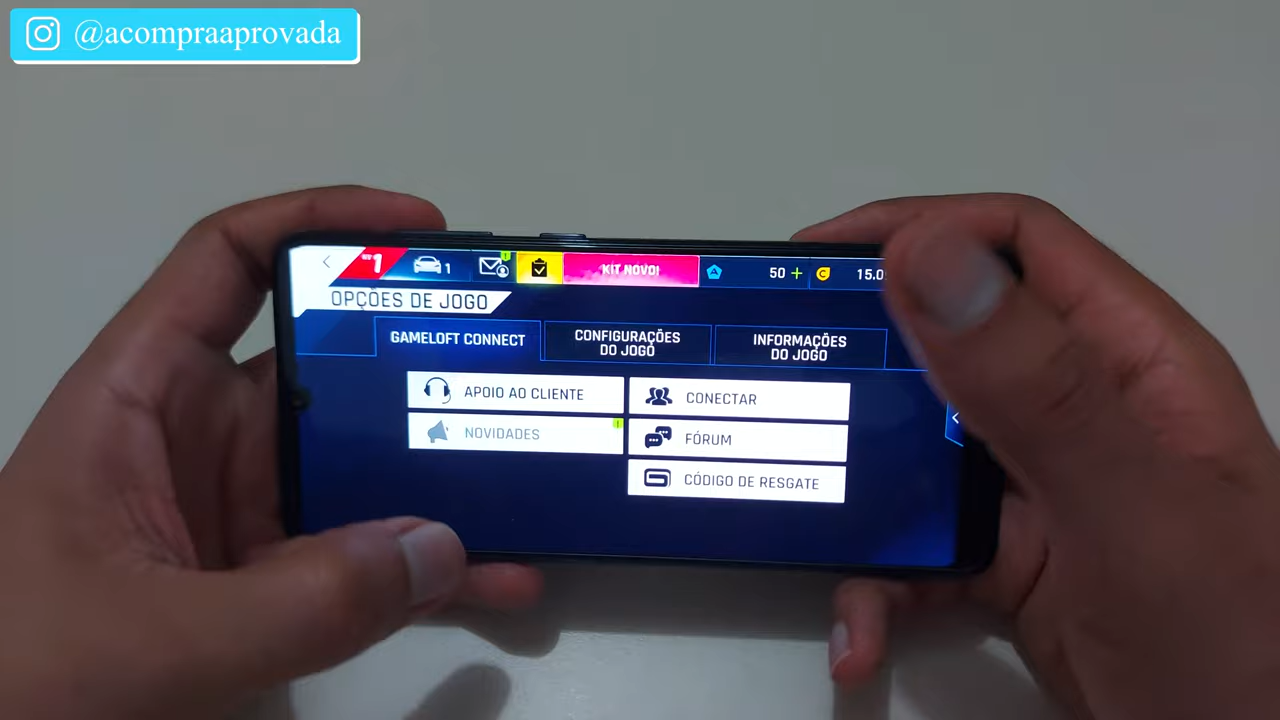 @acompraaprovada
1
1
KIT NOVO!
50 +
OPÇÕES DE JOGO
GAMELOFT CONNECT
CONFIGURAÇÕES
DO JOGO
INFORMAÇÕES
DO JOGO
APOIO AO CLIENTE
CONECTAR
NOVIDADES
FÓRUM
CÓDIGO DE RESGATE